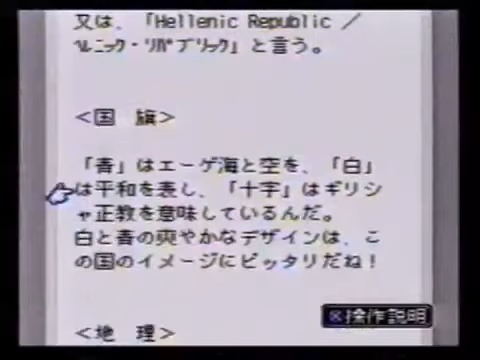 又は、「Hellenic Republic ／
ﾍﾚﾆｯｸ・ﾘﾊﾟﾌﾞﾘｯｸ」と言う。
＜国　旗＞
「青」はエーゲ海と空を、「白」
は平和を表し、「十字」はギリシ
ャ正教を意味しているんだ。
白と青の爽やかなデザインは、こ
の国のイメージにピッタリだね！
※操作説明
＜地　理＞